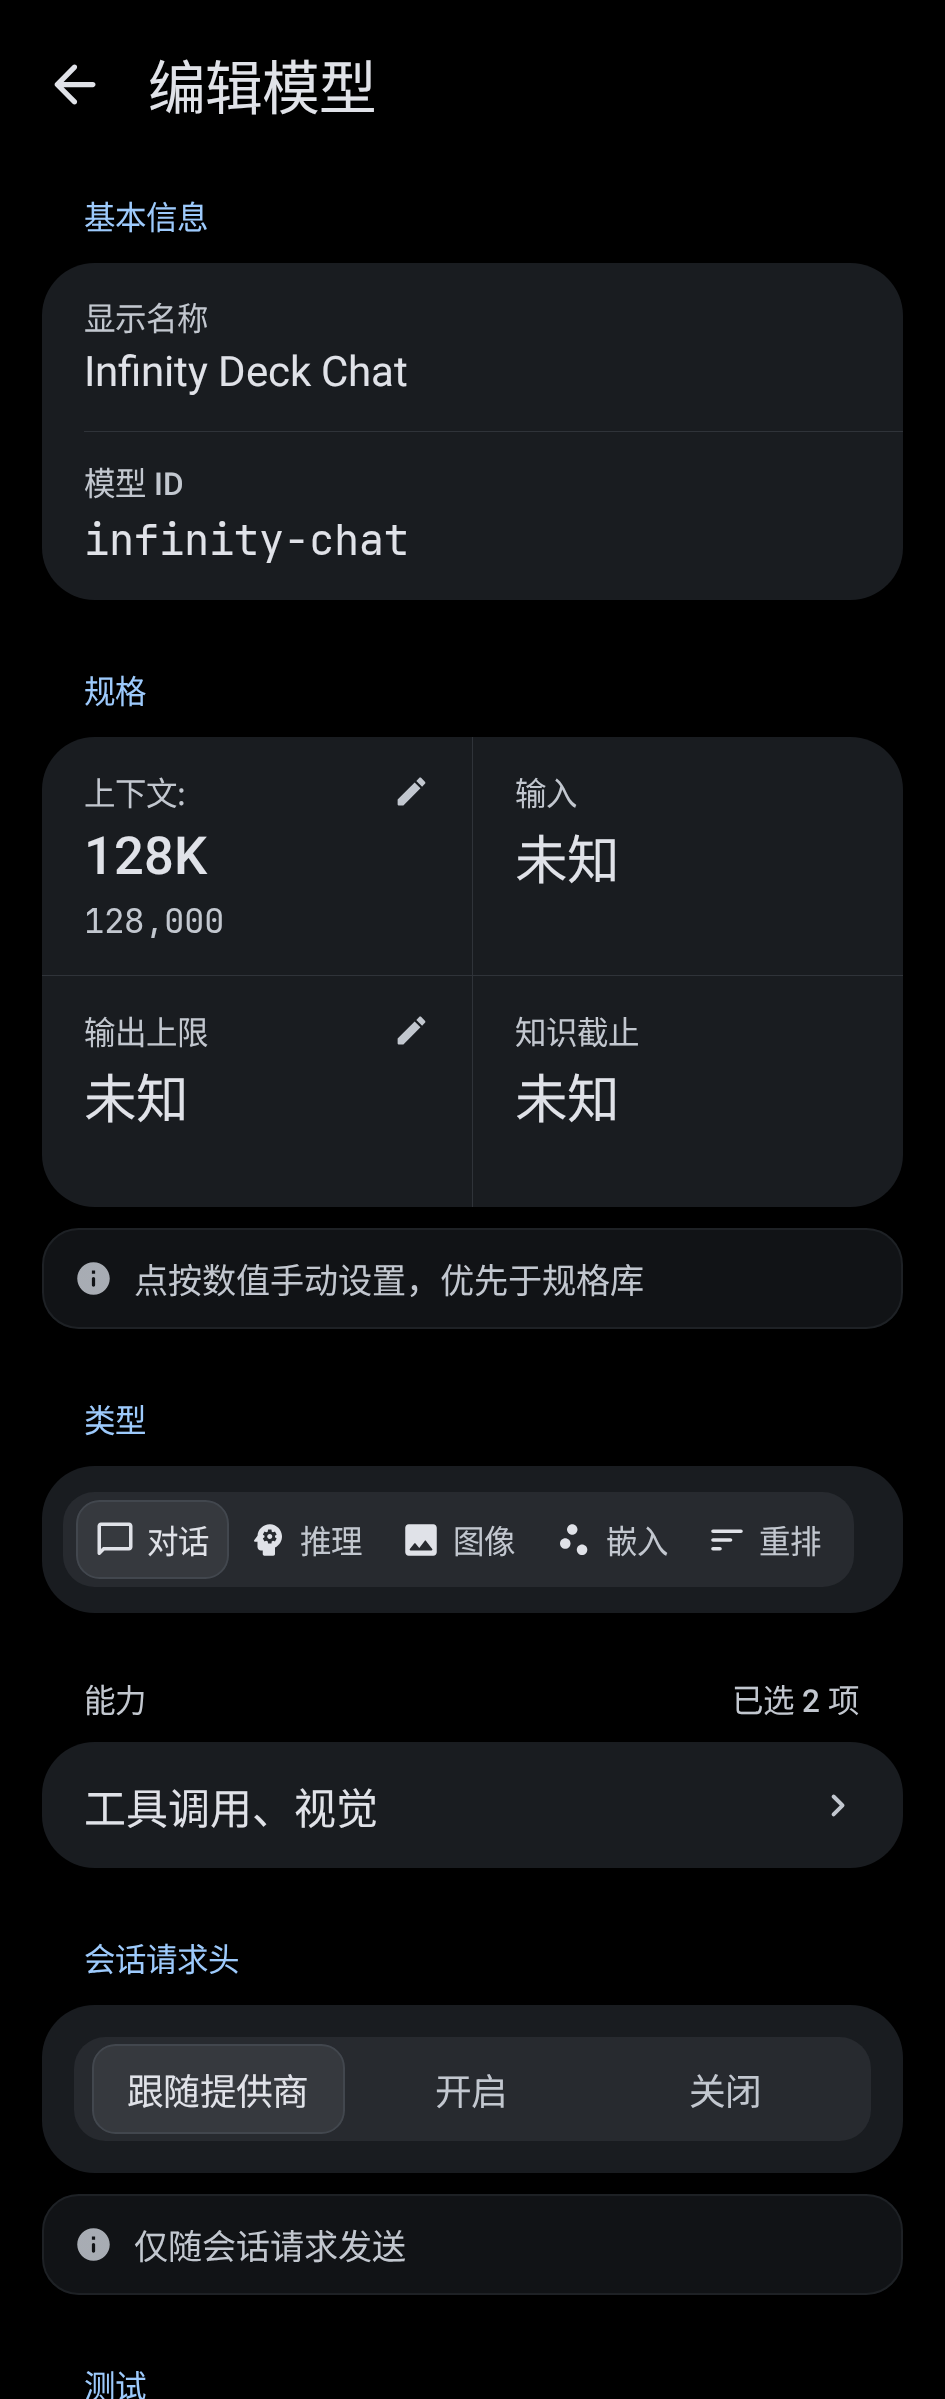 编辑模型
基本信息
显示名称
Infinity Deck Chat
模型 ID
infinity-chat
规格
上下文:
128K
128,000
输入
未知
输出上限
未知
知识截止
未知
点按数值手动设置，优先于规格库
类型
对话 推理 图像 嵌入 重排
能力 已选 2 项
工具调用、视觉
会话请求头
跟随提供商 开启 关闭
仅随会话请求发送
测试